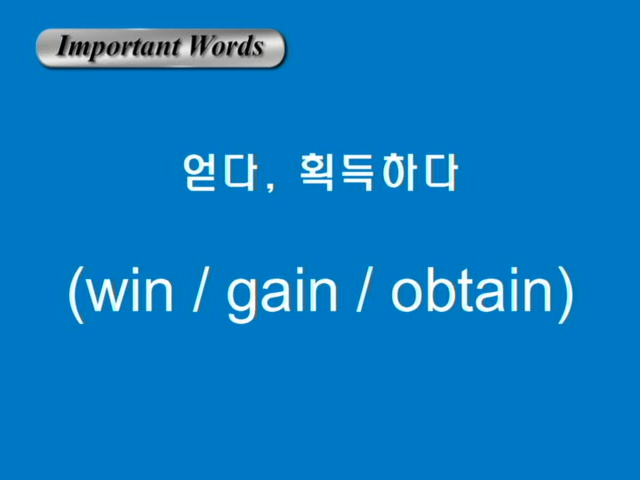 Important Words
얻다, 획득하다
(win / gain / obtain)